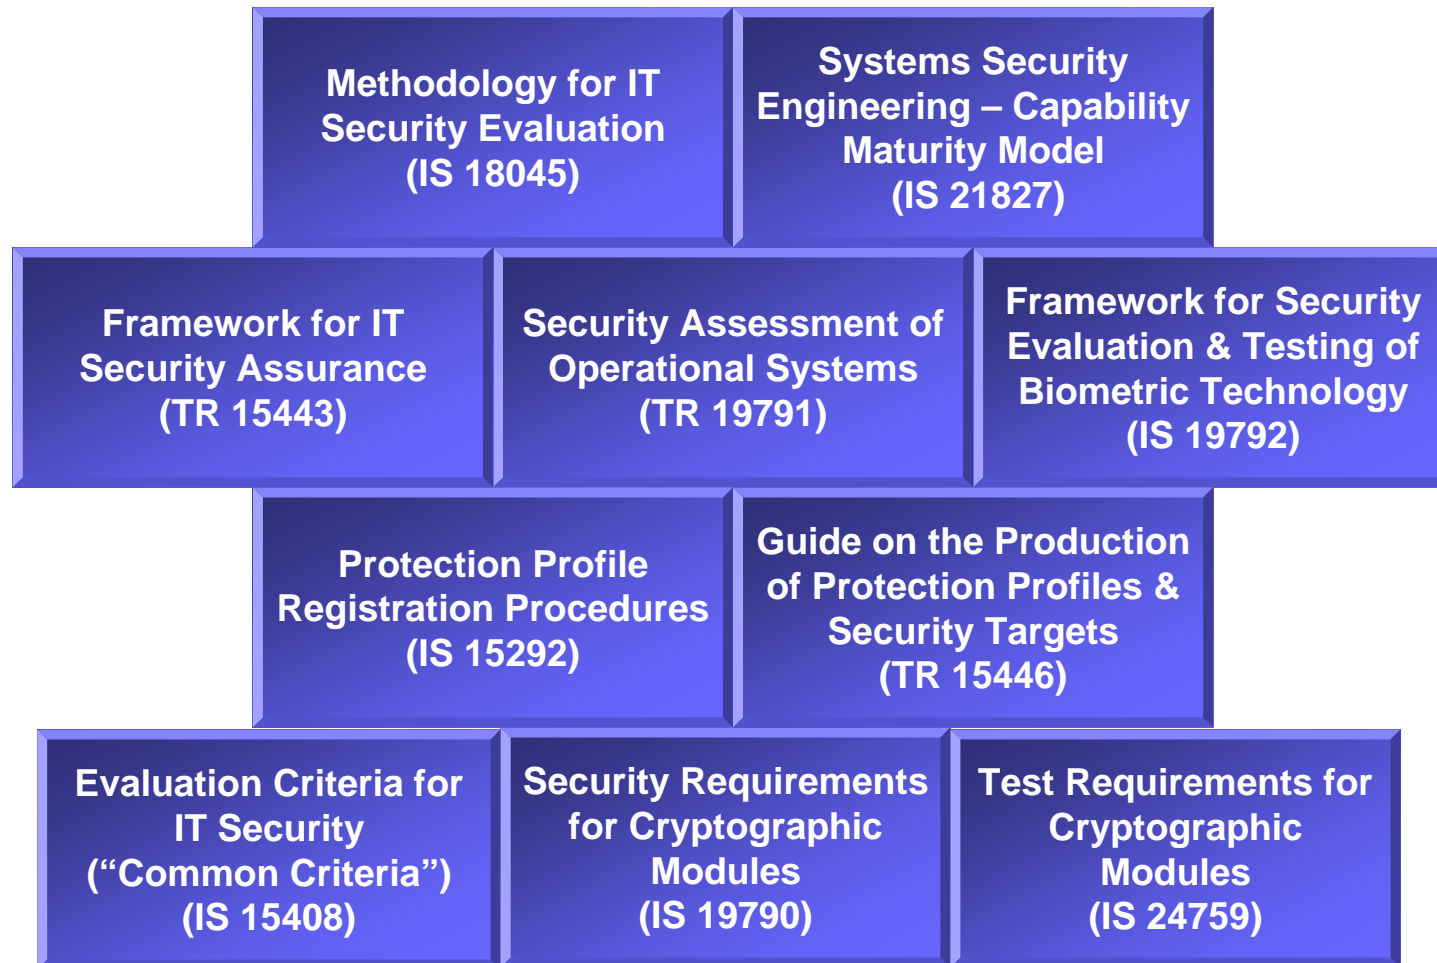 Methodology for IT
Security Evaluation
(IS 18045)
Systems Security
Engineering – Capability
Maturity Model
(IS 21827)
Framework for IT
Security Assurance
(TR 15443)
Security Assessment of
Operational Systems
(TR 19791)
Framework for Security
Evaluation & Testing of
Biometric Technology
(IS 19792)
Protection Profile
Registration Procedures
(IS 15292)
Guide on the Production
of Protection Profiles &
Security Targets
(TR 15446)
Evaluation Criteria for
IT Security
(“Common Criteria”)
(IS 15408)
Security Requirements
for Cryptographic
Modules
(IS 19790)
Test Requirements for
Cryptographic
Modules
(IS 24759)